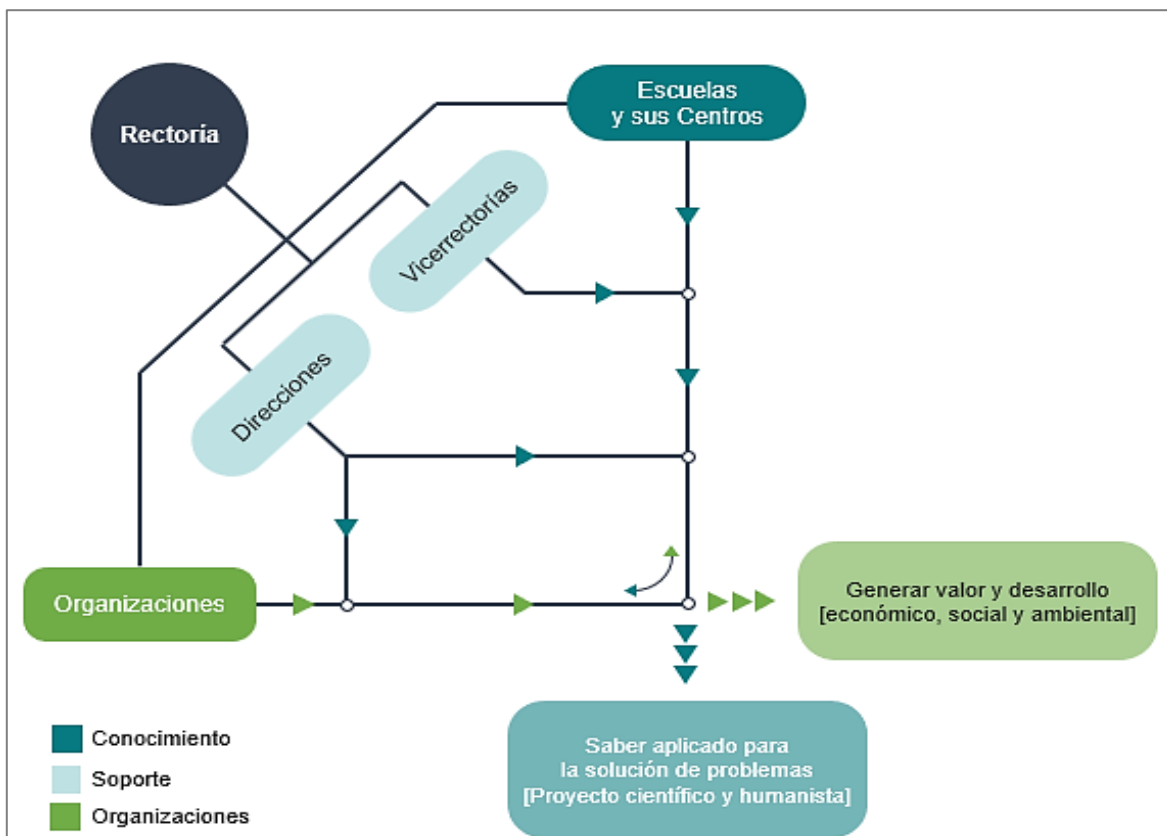 Escuelas
y sus Centros
Rectoría
Vicerrectorías
Direcciones
Organizaciones
Generar valor y desarrollo
[económico, social y ambiental]
Saber aplicado para
la solución de problemas
[Proyecto científico y humanista]
Conocimiento
Soporte
Organizaciones